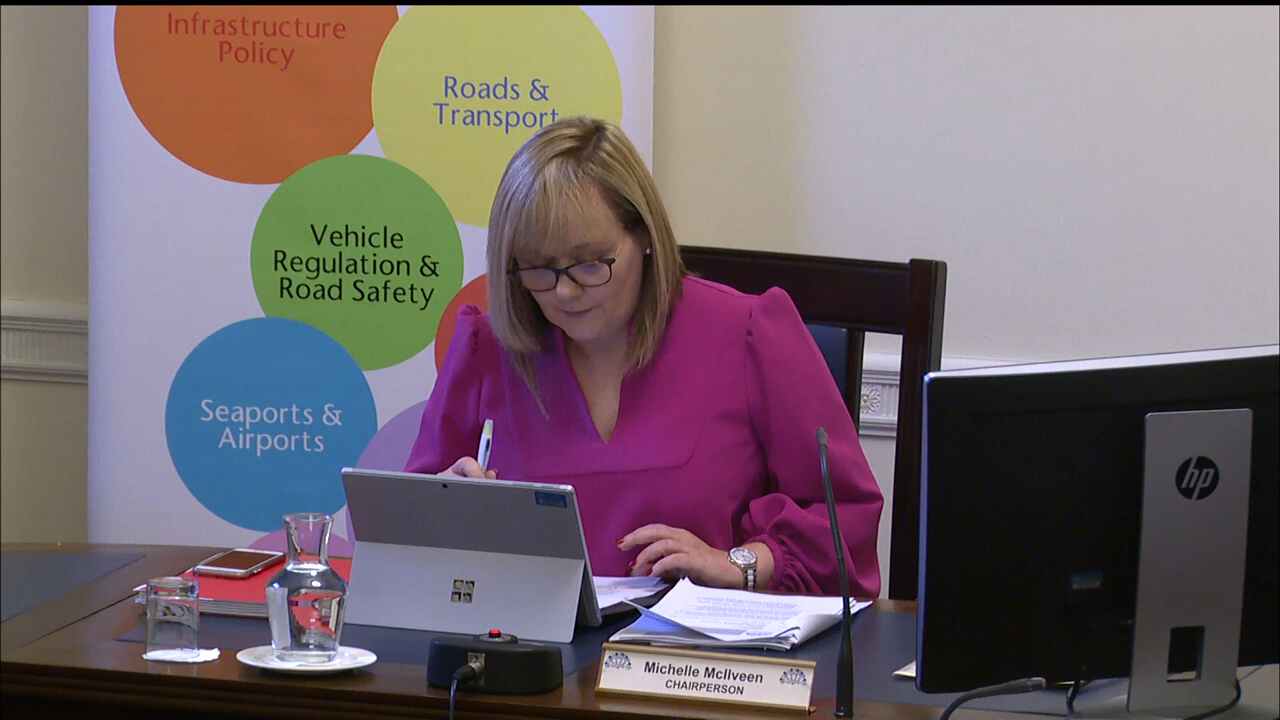 Infrastructure
Policy
Roads &
Transport
Vehicle
Regulation &
Road Safety
Seaports &
Airports
hp
Michelle McIlveen
CHAIRPERSON